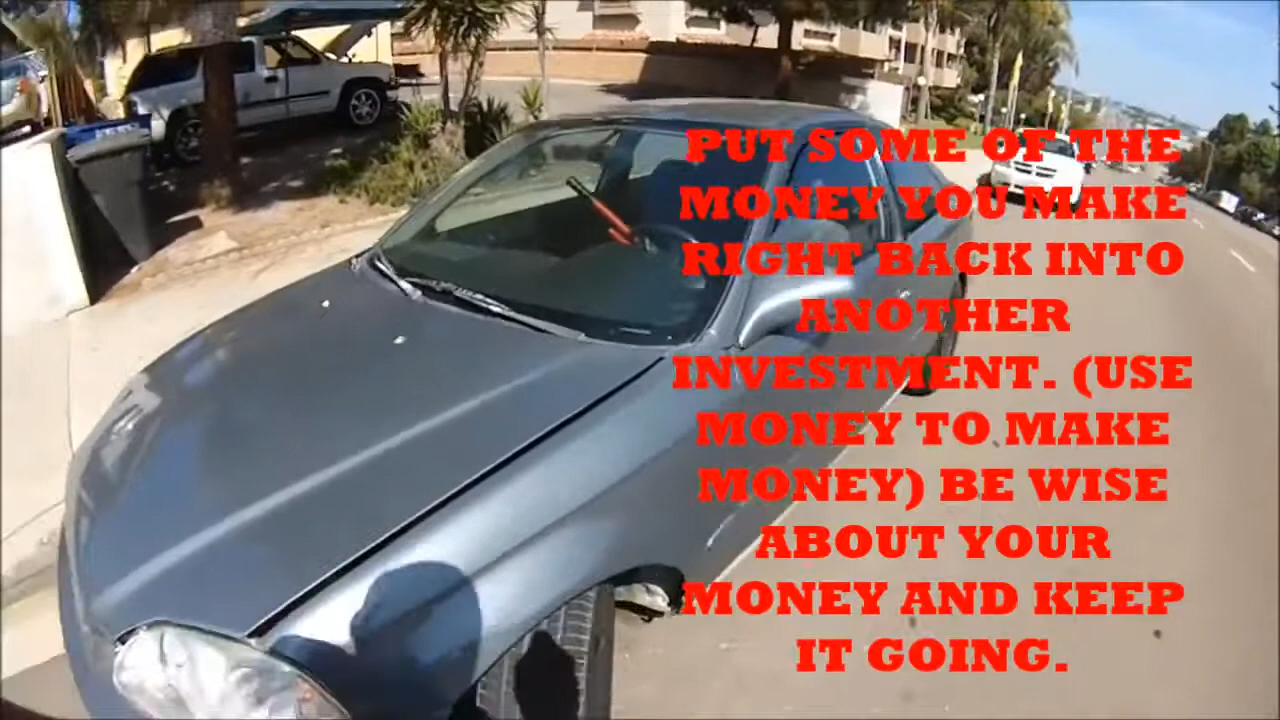 PUT SOME OF THE
MONEY YOU MAKE
RIGHT BACK INTO
ANOTHER
INVESTMENT. (USE
MONEY TO MAKE
MONEY) BE WISE
ABOUT YOUR
MONEY AND KEEP
IT GOING.